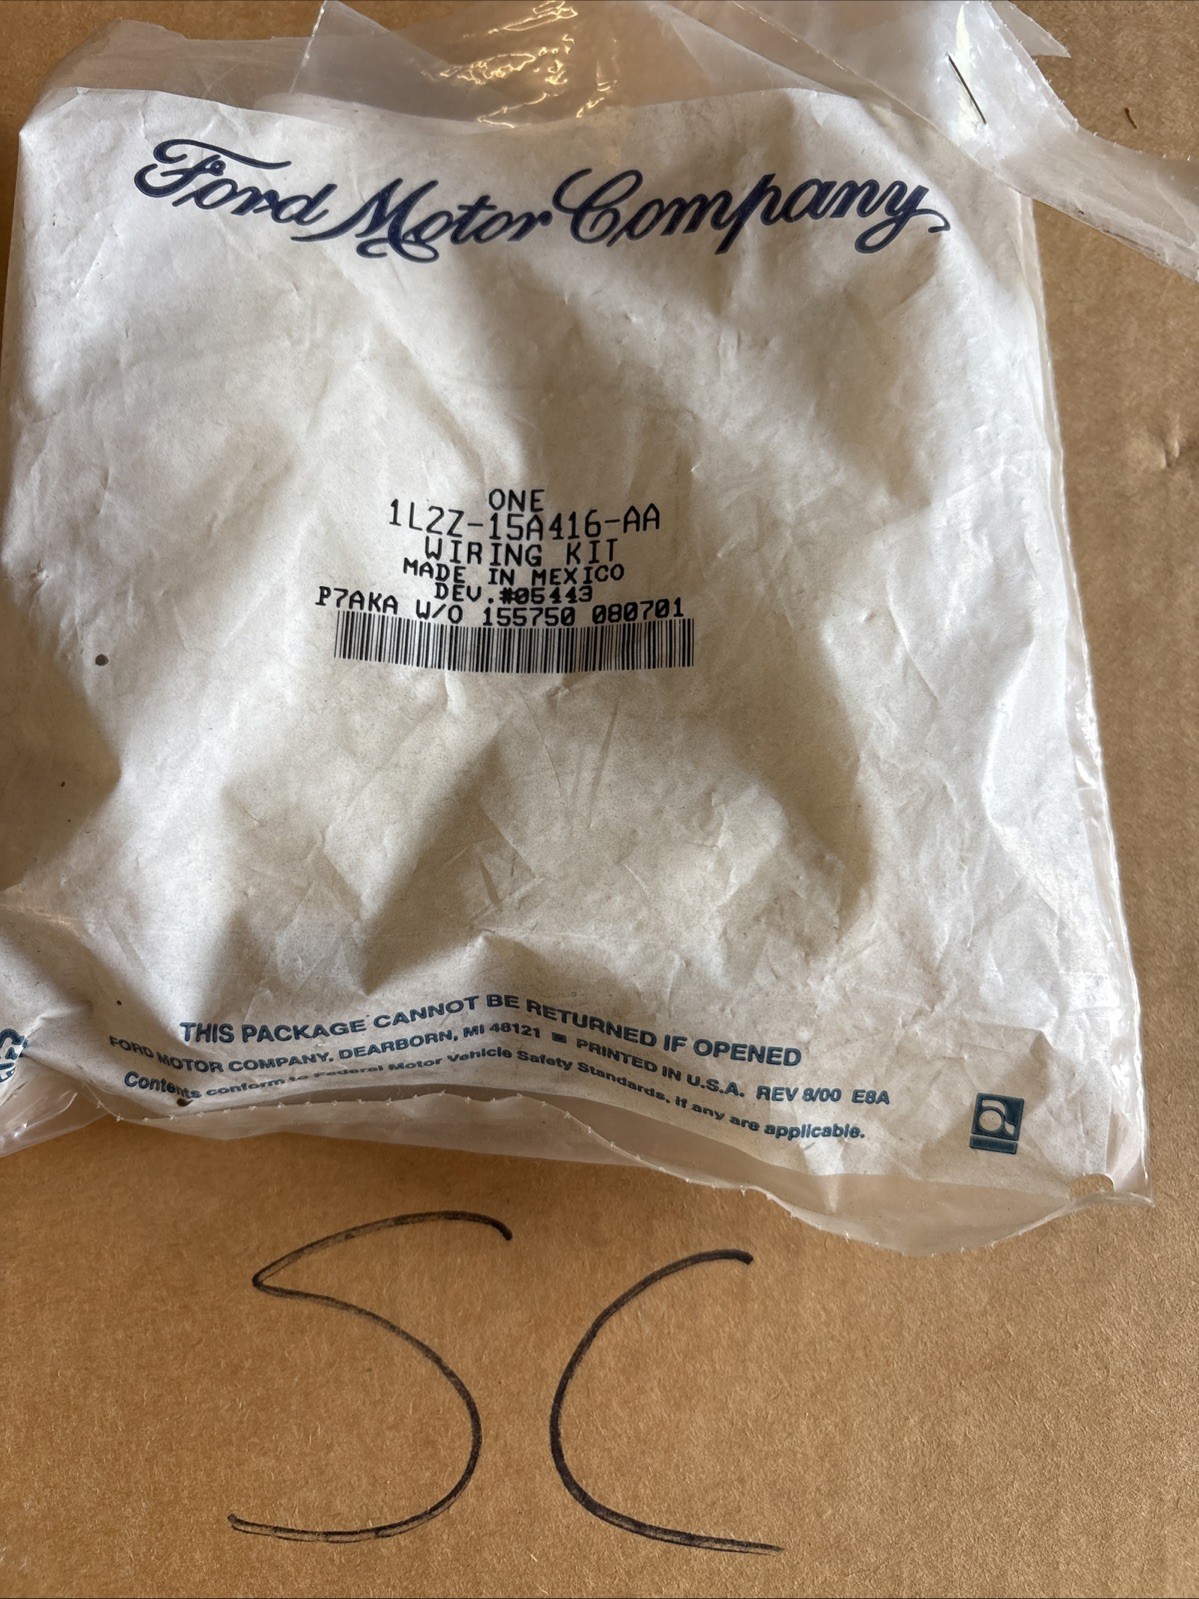 Ford Motor Company
ONE
1L2Z-15A416-AA
WIRING KIT
MADE IN MEXICO
DEV.#05443
P7AKA W/O 155750 080701
THIS PACKAGE CANNOT BE RETURNED IF OPENED
FORD MOTOR COMPANY, DEARBORN, MI 48121 ■ PRINTED IN U.S.A. REV 8/00 E8A
Contents conform to Federal Motor Vehicle Safety Standards, if any are applicable.
SC